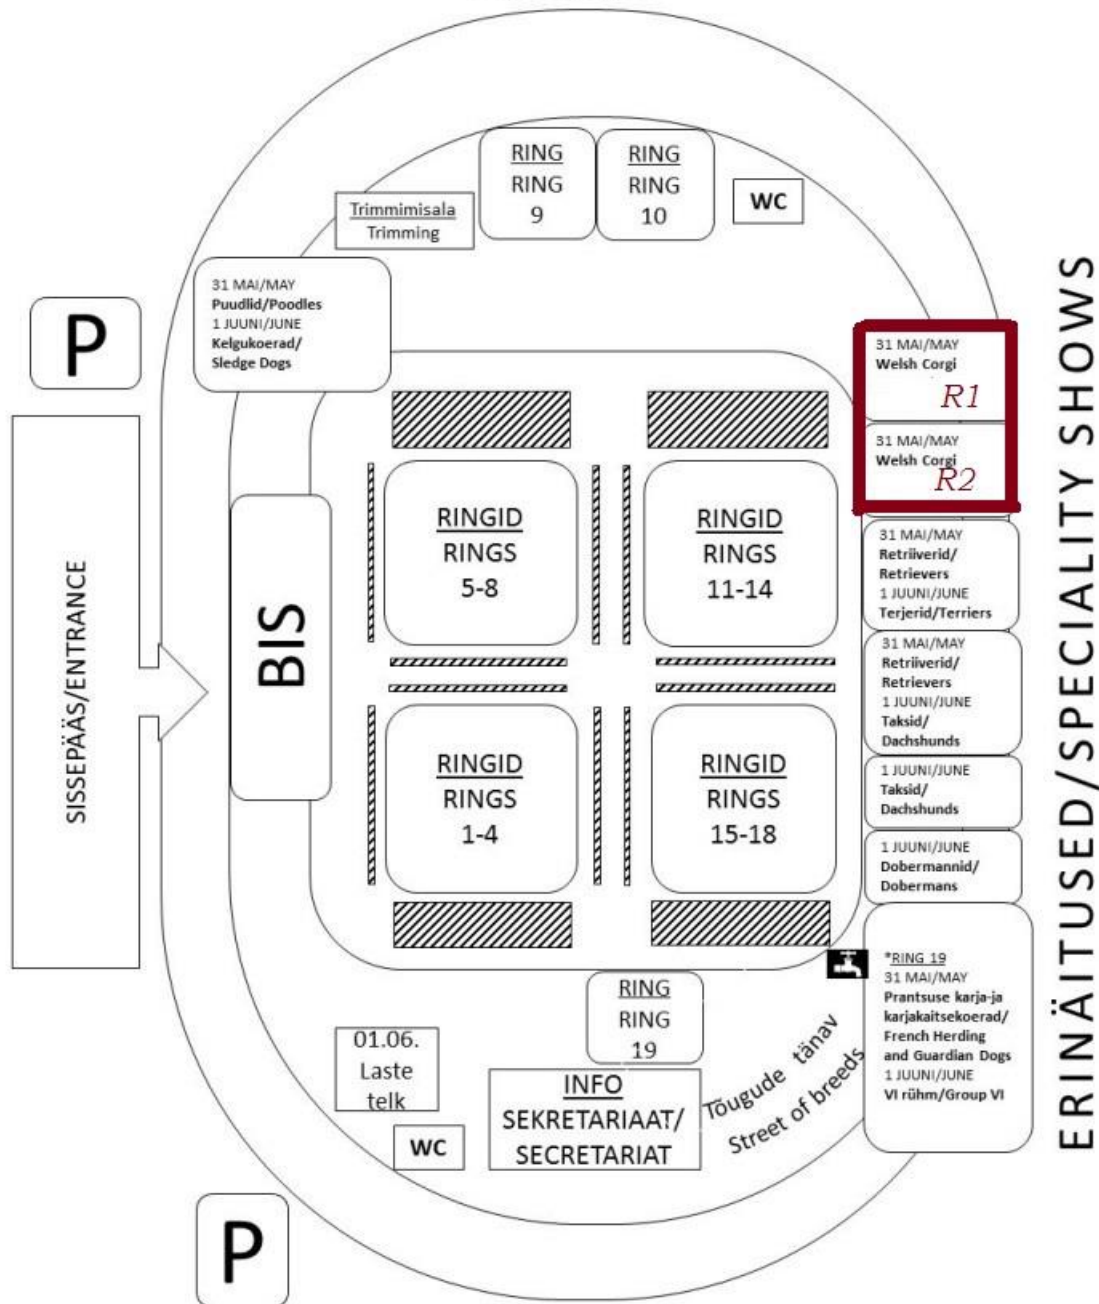 RING
RING
9
RING
RING
10
WC
Trimmimisala
Trimming
31 MAI/MAY
Puudlid/Poodles
1 JUUNI/JUNE
Kelgukoerad/
Sledge Dogs
P
31 MAI/MAY
Welsh Corgi
R1
31 MAI/MAY
Welsh Corgi
R2
31 MAI/MAY
Retriiverid/
Retrievers
1 JUUNI/JUNE
Terjerid/Terriers
31 MAI/MAY
Retriiverid/
Retrievers
1 JUUNI/JUNE
Taksid/
Dachshunds
1 JUUNI/JUNE
Taksid/
Dachshunds
1 JUUNI/JUNE
Dobermannid/
Dobermans
*RING 19
31 MAI/MAY
Prantsuse karja-ja
karjakaitsekoerad/
French Herding
and Guardian Dogs
1 JUUNI/JUNE
VI rühm/Group VI
ERINÄITUSED/SPECIALITY SHOWS
SISSEPÄÄS/ENTRANCE
BIS
RINGID
RINGS
5-8
RINGID
RINGS
11-14
RINGID
RINGS
1-4
RINGID
RINGS
15-18
RING
RING
19
01.06.
Laste
telk
WC
INFO
SEKRETARIAAT/
SECRETARIAT
Tõugude tänav
Street of breeds
P